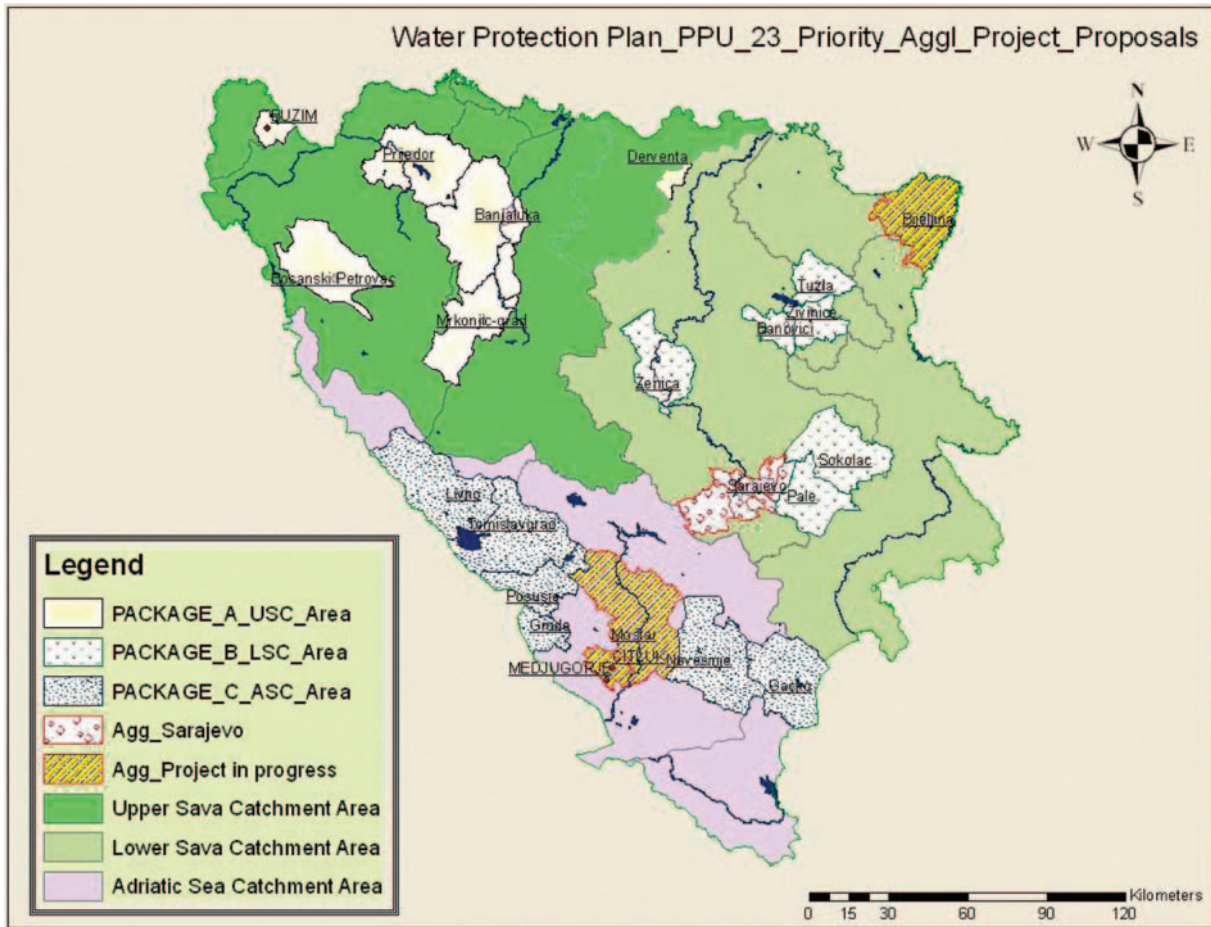 Water Protection Plan_PPU_23_Priority_Aggl_Project_Proposals
N
W E
S
BUZIM
Prijedor
Derventa
Banjaluka
Bijeljina
Bosanski Petrovac
Tuzla
Zivinice
Mrkonjic-grad
Banovici
Zenica
Sokolac
Sarajevo
Pale
Livno
Tomislavgrad
Posusje
Grude
Mostar
CITLUK
Nevesinje
MEDJUGORJE
Gacko
Legend
PACKAGE_A_USC_Area
PACKAGE_B_LSC_Area
PACKAGE_C_ASC_Area
Agg_Sarajevo
Agg_Project in progress
Upper Sava Catchment Area
Lower Sava Catchment Area
Adriatic Sea Catchment Area
Kilometers
0 15 30 60 90 120